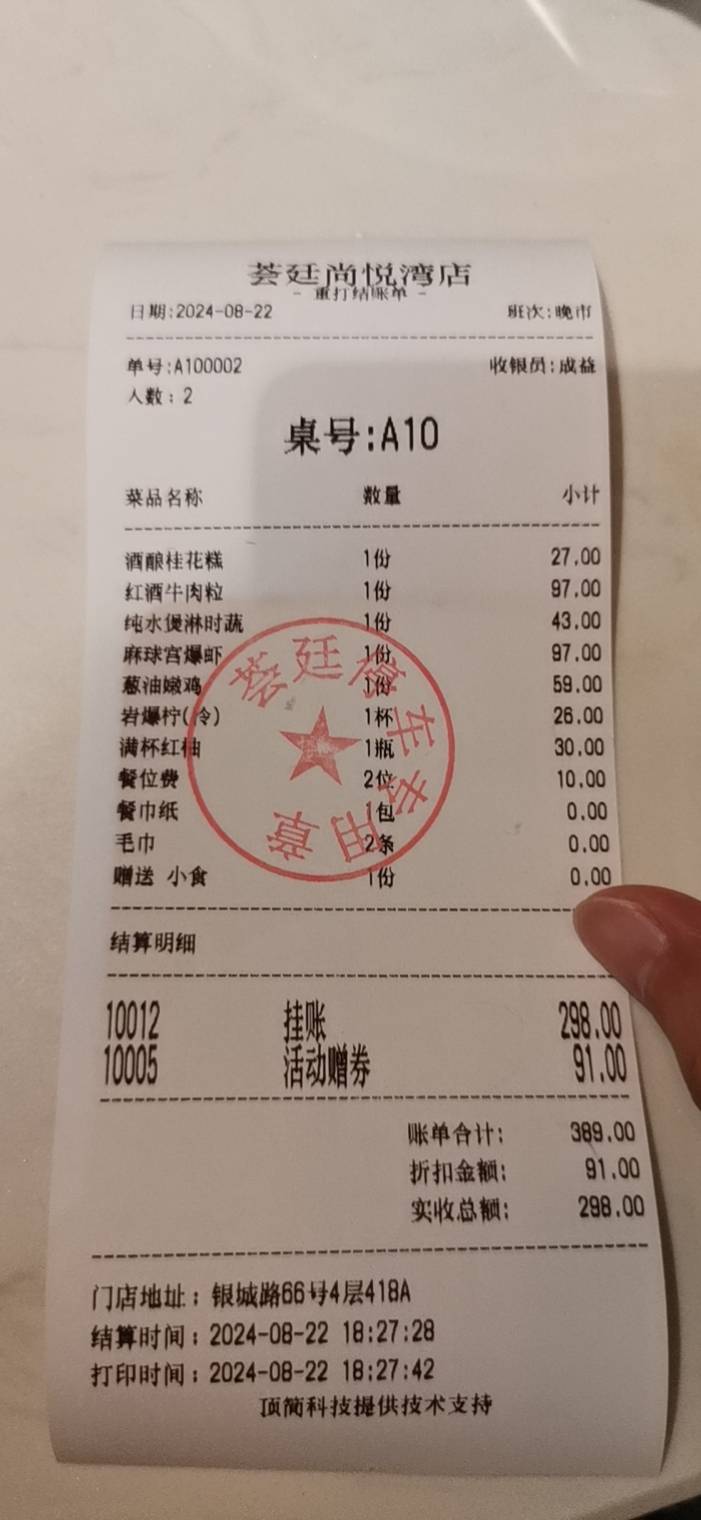 荟廷尚悦湾店
- 重打结账单 -
日期:2024-08-22 班次:晚市
单号:A100002 收银员:成益
人数：2
桌号:A10
菜品名称 数量 小计
酒酿桂花糕 1份 27.00
红酒牛肉粒 1份 97.00
纯水煲淋时蔬 1份 43.00
麻球宫爆虾 1份 97.00
葱油嫩鸡 1份 59.00
岩爆柠(冷) 1杯 26.00
满杯红柚 1瓶 30.00
餐位费 2位 10.00
餐巾纸 1包 0.00
毛巾 2条 0.00
赠送 小食 1份 0.00
荟廷停车专用章
结算明细
10012 挂账 298.00
10005 活动赠券 91.00
账单合计: 389.00
折扣金额: 91.00
实收总额: 298.00
门店地址：银城路66号4层418A
结算时间：2024-08-22 18:27:28
打印时间：2024-08-22 18:27:42
顶简科技提供技术支持